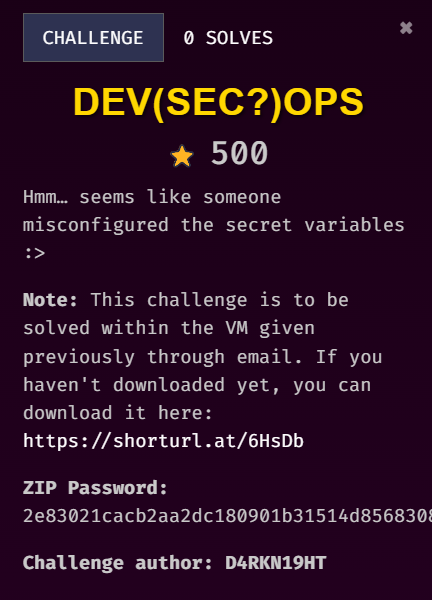 CHALLENGE
0 SOLVES
✖
DEV(SEC?)OPS
500
Hmm… seems like someone
misconfigured the secret variables
:>
Note: This challenge is to be
solved within the VM given
previously through email. If you
haven't downloaded yet, you can
download it here:
https://shorturl.at/6HsDb
ZIP Password:
2e83021cacb2aa2dc180901b31514d856830
Challenge author: D4RKN19HT